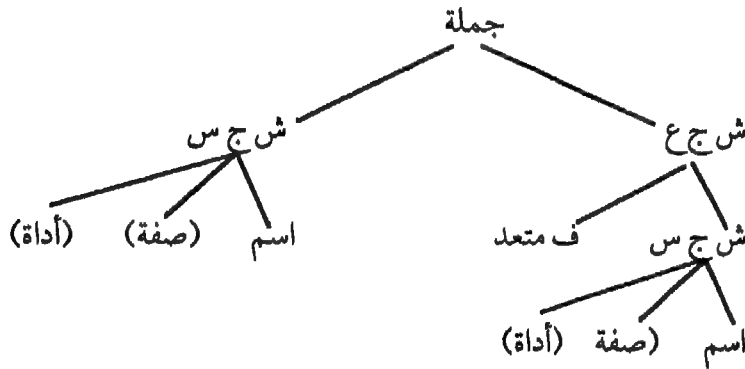 جملة
ش ج ع ش ج س
اسم (صفة) (أداة)
ش ج س ف متعد
اسم (صفة (أداة)